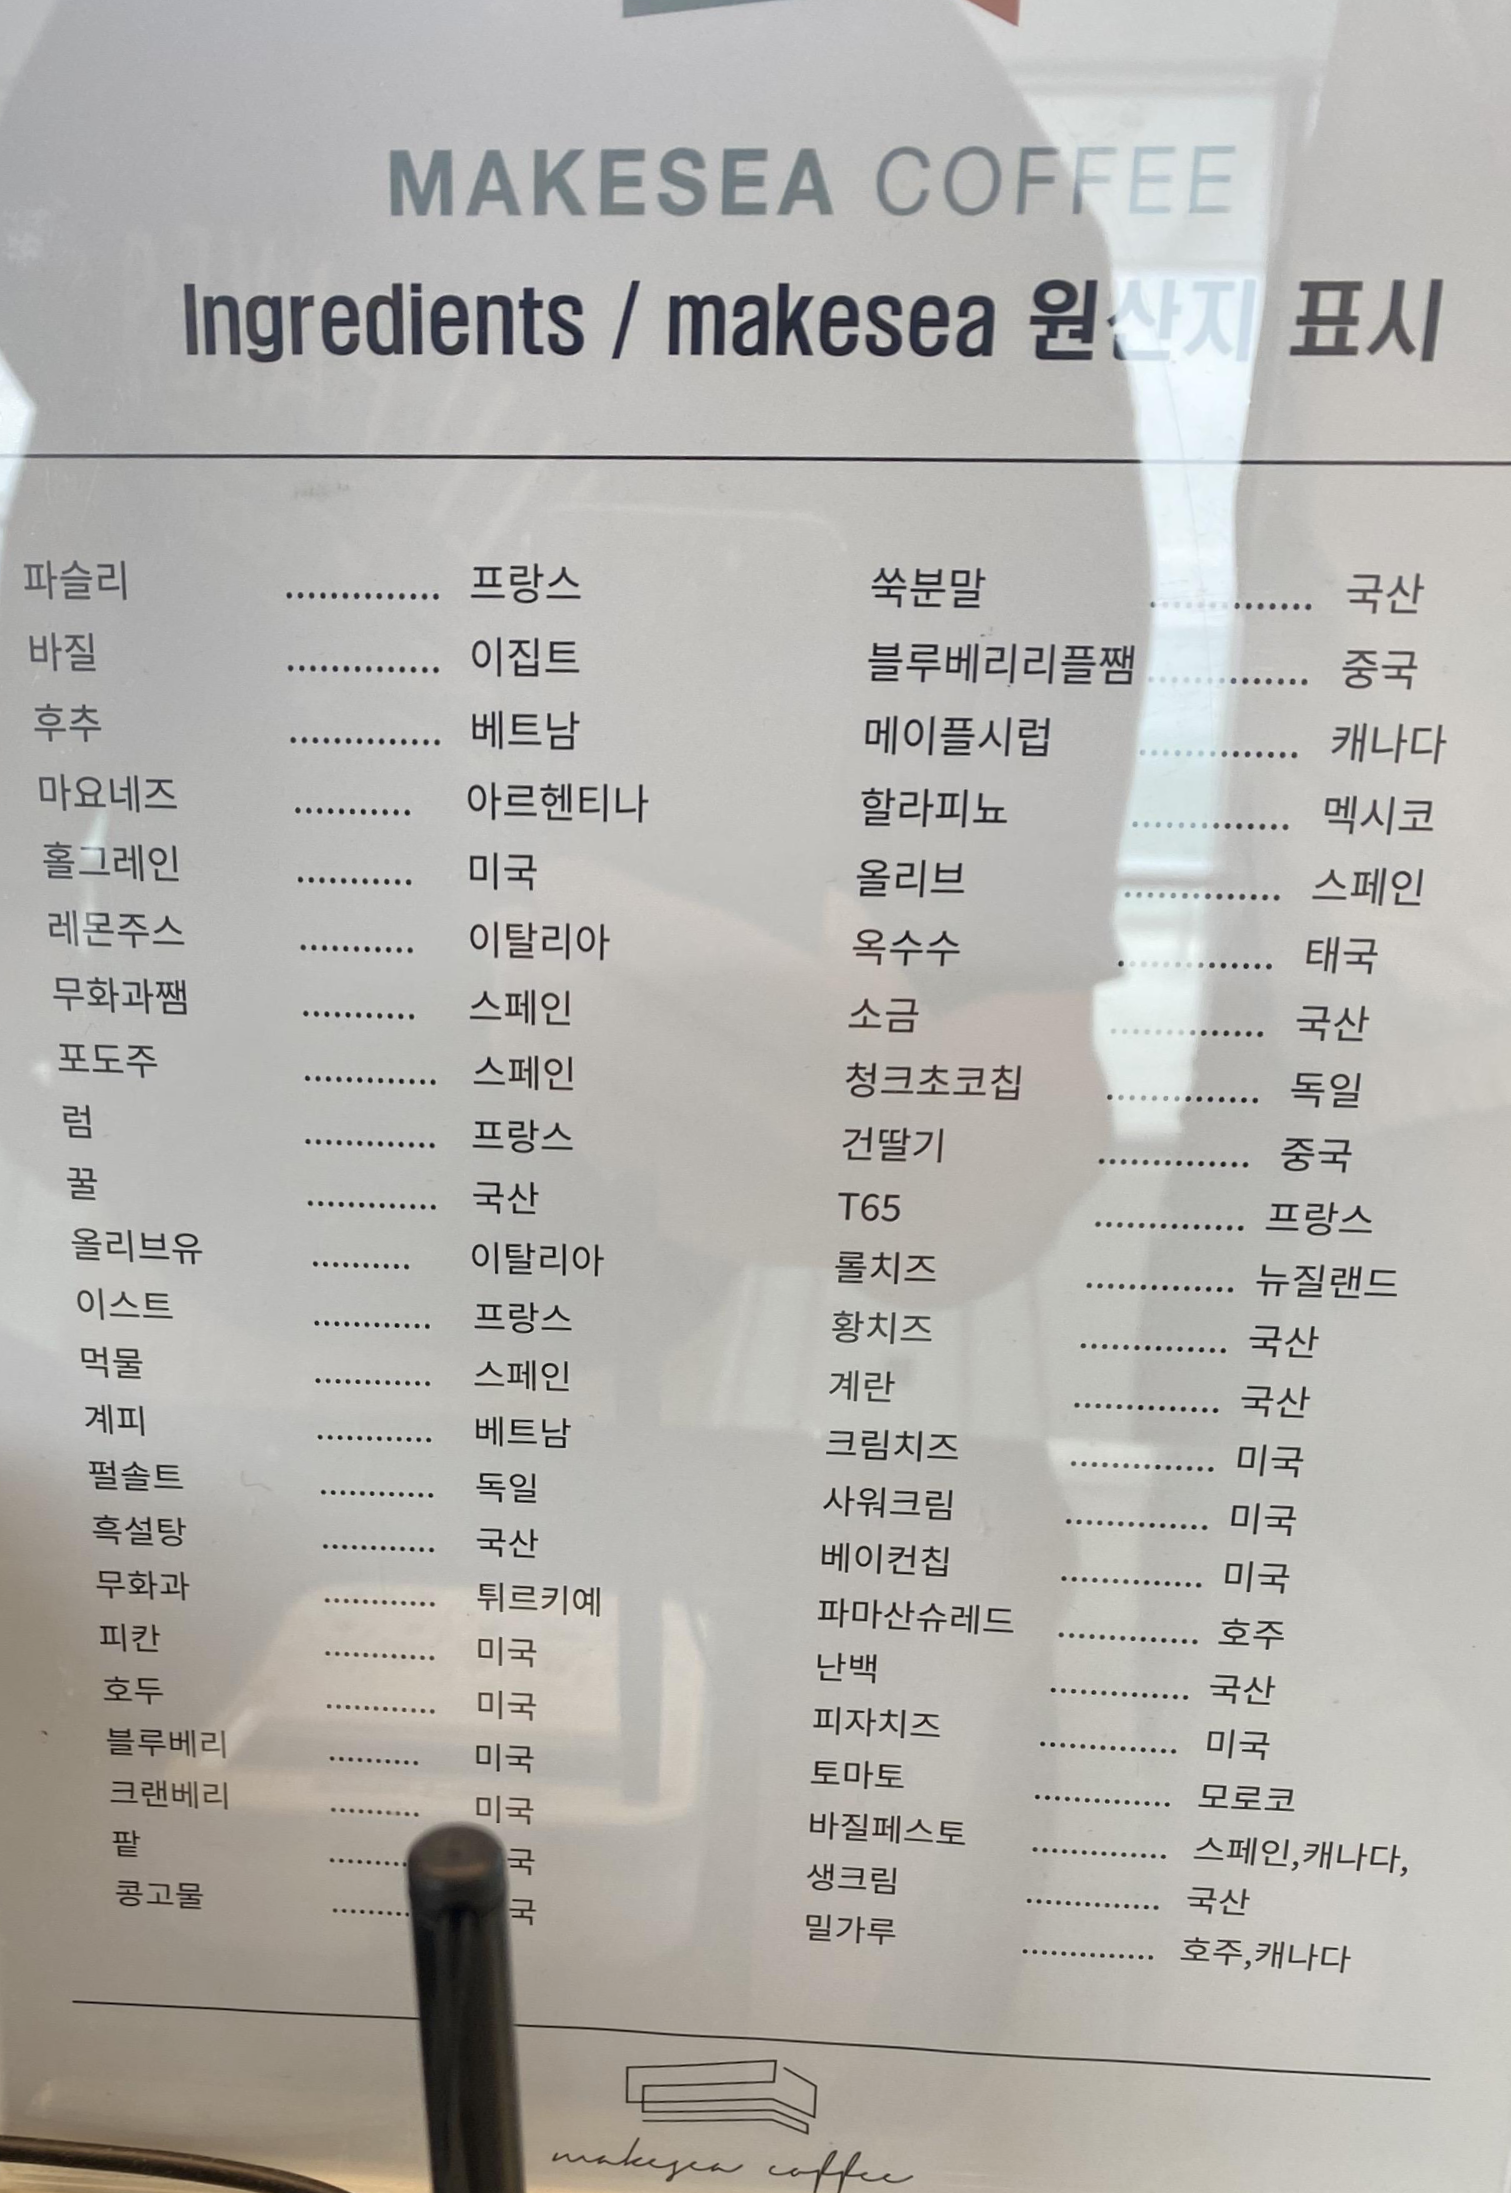 MAKESEA COFFEE
Ingredients / makesea 원산지 표시
파슬리 .............. 프랑스
바질 .............. 이집트
후추 .............. 베트남
마요네즈 ........... 아르헨티나
홀그레인 ........... 미국
레몬주스 ........... 이탈리아
무화과쨈 ........... 스페인
포도주 ............. 스페인
럼 ............. 프랑스
꿀 ............. 국산
올리브유 .......... 이탈리아
이스트 ............ 프랑스
먹물 ............ 스페인
계피 ............ 베트남
펄솔트 ............ 독일
흑설탕 ............ 국산
무화과 ............ 튀르키예
피칸 ............ 미국
호두 ............ 미국
블루베리 .......... 미국
크랜베리 .......... 미국
팥 ......... 국
콩고물 ......... 국
쑥분말 .............. 국산
블루베리리플쨈 .............. 중국
메이플시럽 .............. 캐나다
할라피뇨 .............. 멕시코
올리브 .............. 스페인
옥수수 .............. 태국
소금 .............. 국산
청크초코칩 .............. 독일
건딸기 .............. 중국
T65 .............. 프랑스
롤치즈 .............. 뉴질랜드
황치즈 .............. 국산
계란 .............. 국산
크림치즈 .............. 미국
사워크림 .............. 미국
베이컨칩 .............. 미국
파마산슈레드 .............. 호주
난백 .............. 국산
피자치즈 .............. 미국
토마토 .............. 모로코
바질페스토 .............. 스페인,캐나다,
생크림 .............. 국산
밀가루 .............. 호주,캐나다
makesea coffee